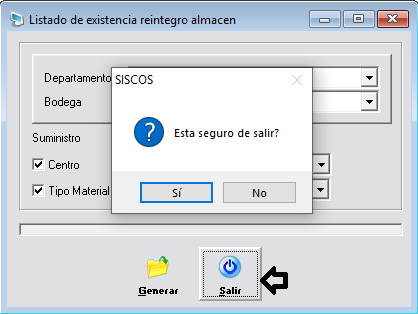 Listado de existencia reintegro almacen
Departamento
SISCOS
Bodega
Esta seguro de salir?
Suministro
Centro
Tipo Material
Sí
No
Generar
Salir